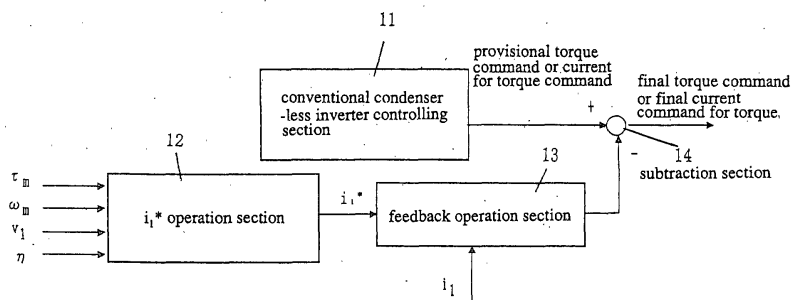 11
provisional torque
command or current
for torque command
final torque command
or final current
command for torque.
conventional condenser
-less inverter controlling
section
+
-
14
subtraction section
12
13
τm
ωm
v1
η
i1* operation section
i1*
feedback operation section
i1